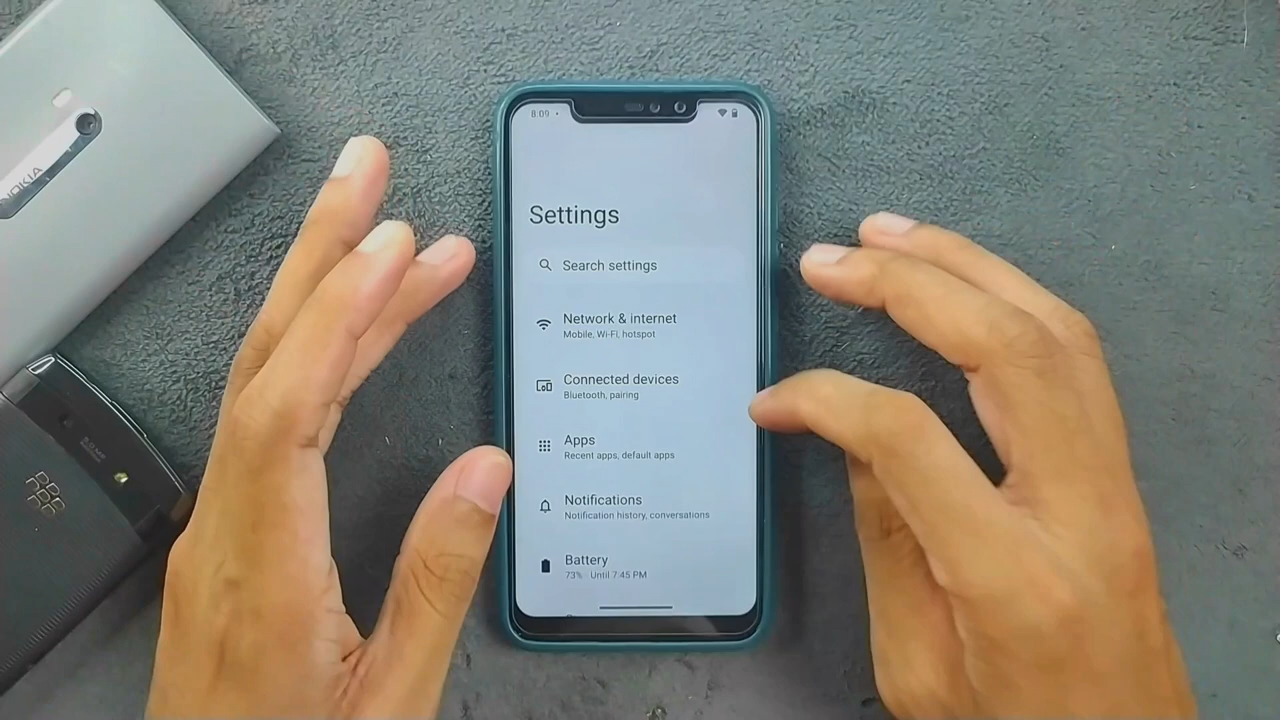 NOKIA
8:09
Settings
Search settings
Network & internet
Mobile, Wi-Fi, hotspot
Connected devices
Bluetooth, pairing
Apps
Recent apps, default apps
Notifications
Notification history, conversations
Battery
73% Until 7:45 PM